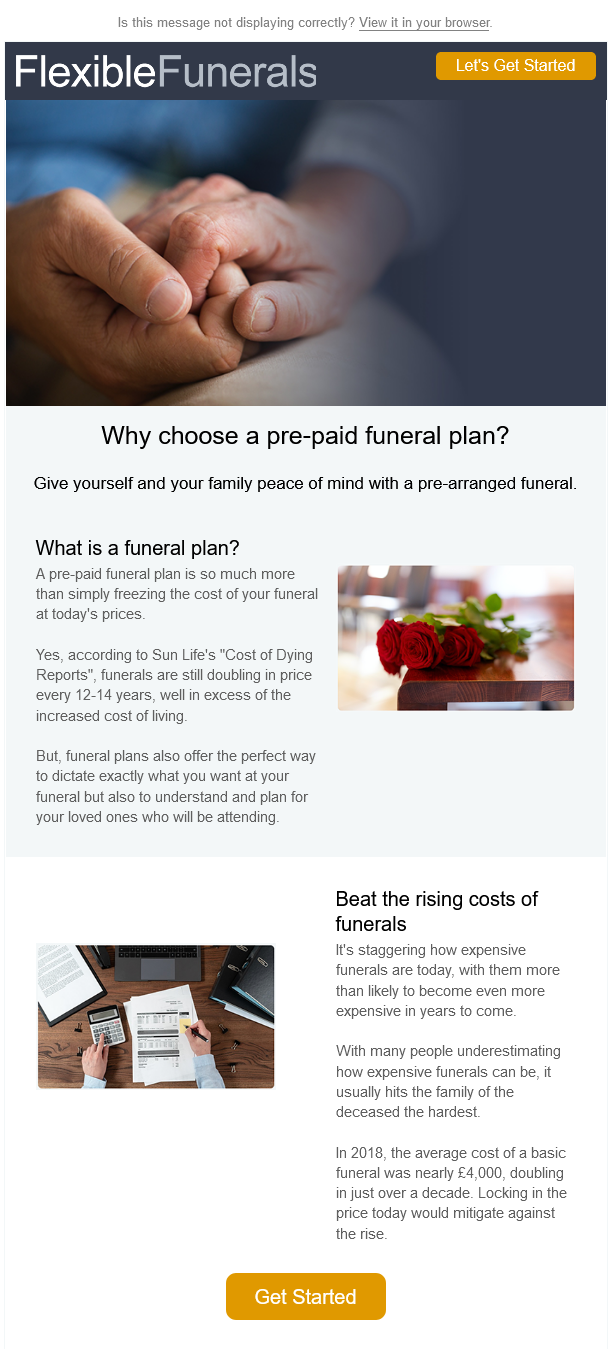 Is this message not displaying correctly? View it in your browser.
FlexibleFunerals
Let's Get Started
Why choose a pre-paid funeral plan?
Give yourself and your family peace of mind with a pre-arranged funeral.
What is a funeral plan?
A pre-paid funeral plan is so much more
than simply freezing the cost of your funeral
at today's prices.
Yes, according to Sun Life's "Cost of Dying
Reports", funerals are still doubling in price
every 12-14 years, well in excess of the
increased cost of living.
But, funeral plans also offer the perfect way
to dictate exactly what you want at your
funeral but also to understand and plan for
your loved ones who will be attending.
Beat the rising costs of
funerals
It's staggering how expensive
funerals are today, with them more
than likely to become even more
expensive in years to come.
With many people underestimating
how expensive funerals can be, it
usually hits the family of the
deceased the hardest.
In 2018, the average cost of a basic
funeral was nearly £4,000, doubling
in just over a decade. Locking in the
price today would mitigate against
the rise.
Get Started